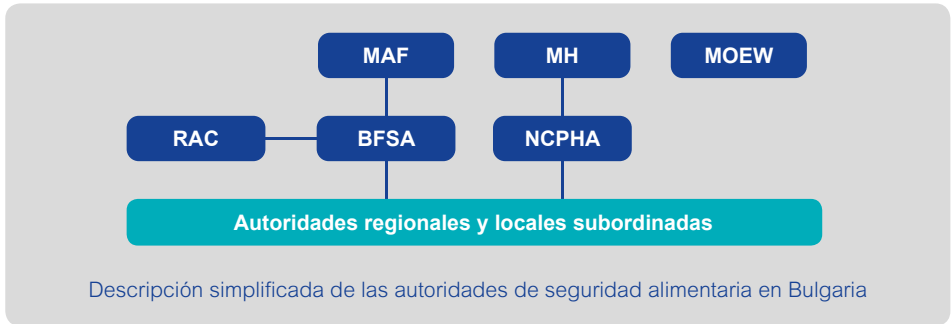 MAF
MH
MOEW
RAC
BFSA
NCPHA
Autoridades regionales y locales subordinadas
Descripción simplificada de las autoridades de seguridad alimentaria en Bulgaria